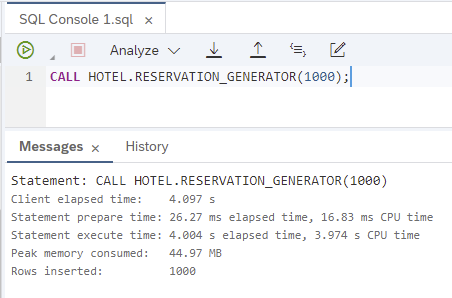 SQL Console 1.sql ×
Analyze
1 CALL HOTEL.RESERVATION_GENERATOR(1000);
Messages × History
Statement: CALL HOTEL.RESERVATION_GENERATOR(1000)
Client elapsed time: 4.097 s
Statement prepare time: 26.27 ms elapsed time, 16.83 ms CPU time
Statement execute time: 4.004 s elapsed time, 3.974 s CPU time
Peak memory consumed: 44.97 MB
Rows inserted: 1000